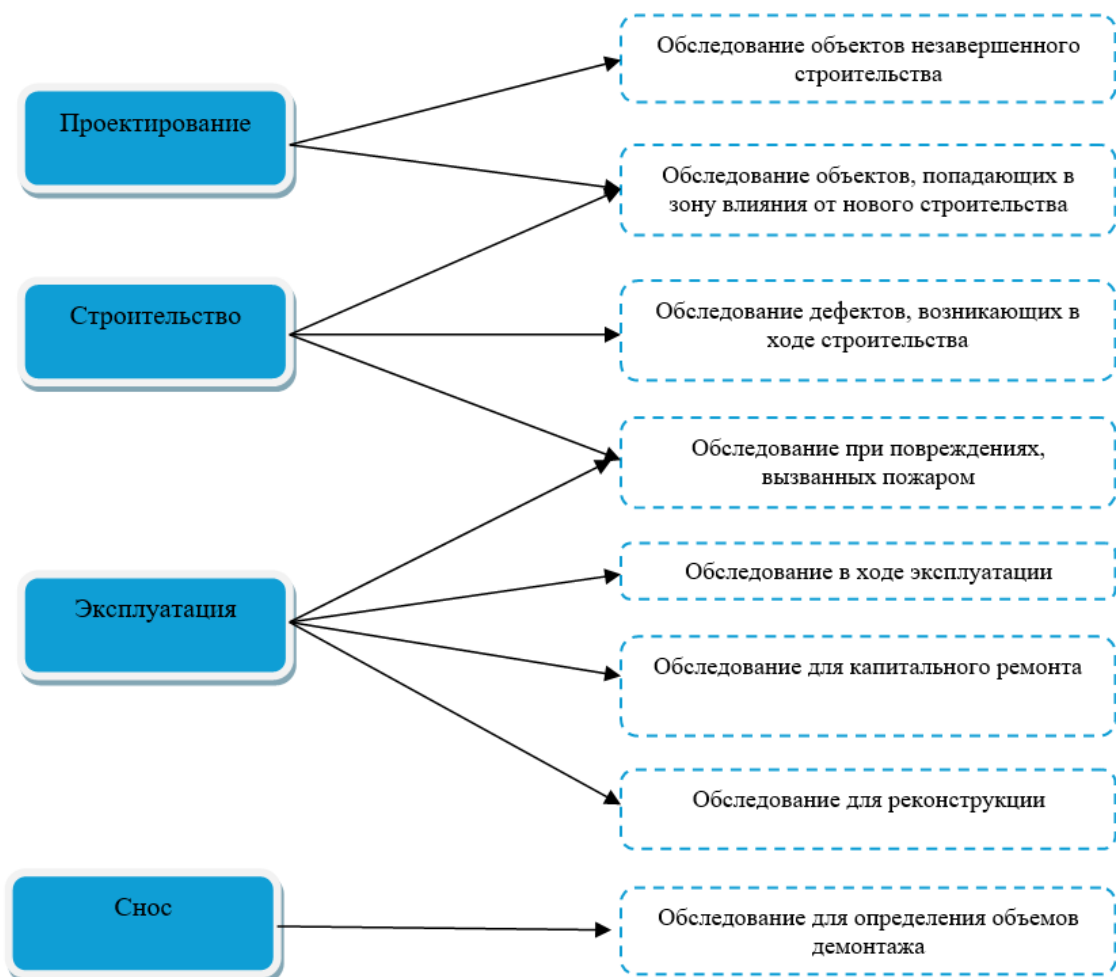 Проектирование
Обследование объектов незавершенного
строительства
Обследование объектов, попадающих в
зону влияния от нового строительства
Строительство
Обследование дефектов, возникающих в
ходе строительства
Обследование при повреждениях,
вызванных пожаром
Эксплуатация
Обследование в ходе эксплуатации
Обследование для капитального ремонта
Обследование для реконструкции
Снос
Обследование для определения объемов
демонтажа